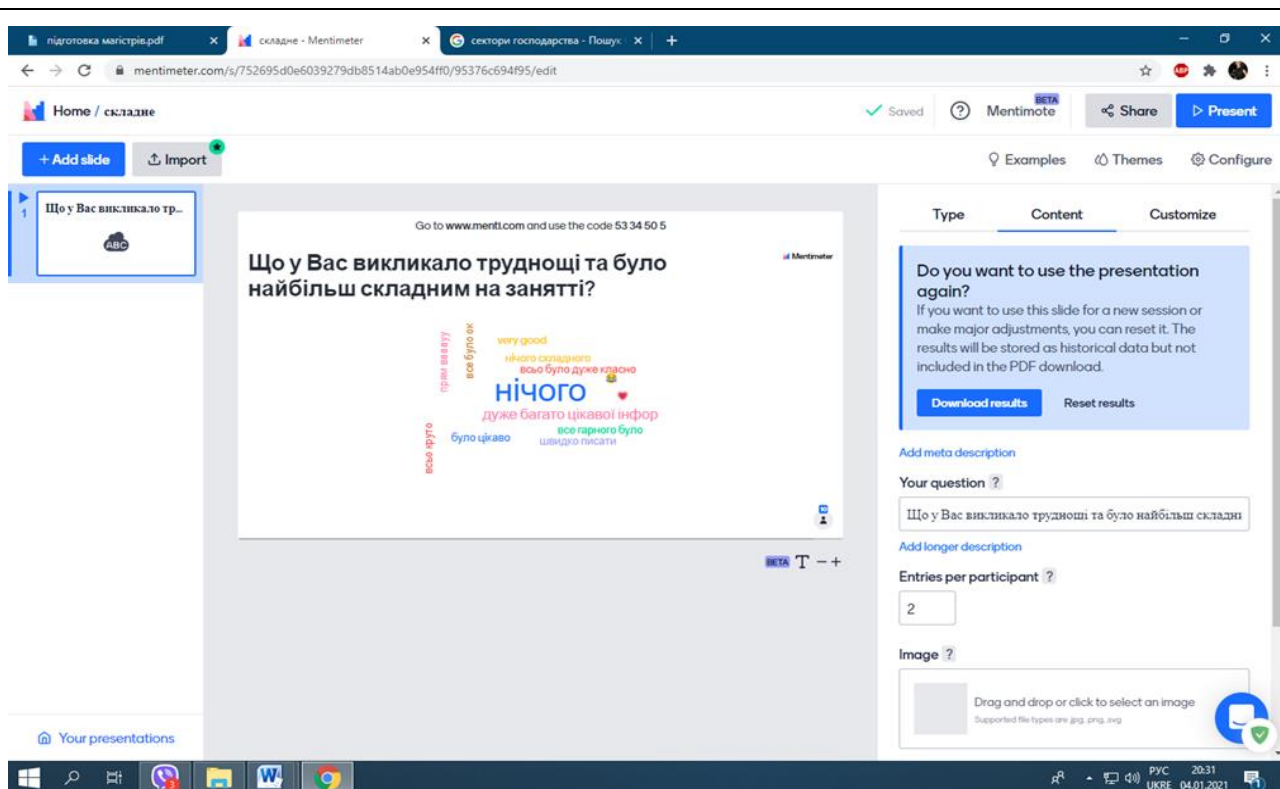 підготовка магістрів.pdf
складне - Mentimeter
сектори господарства - Пошук
mentimeter.com/s/752695d0e6039279db8514ab0e954ff0/95376c694f95/edit
ABP
Home / складне
Saved
Mentimote
BETA
Share
Present
+ Add slide
Import
Examples
Themes
Configure
1
Що у Вас викликало тр...
ABC
Go to www.menti.com and use the code 53 34 50 5
Mentimeter
Що у Вас викликало труднощі та було
найбільш складним на занятті?
прям вееевуу
все було ок
very good
нічого складного
всьо було дуже класно
нічого
дуже багато цікавої інфор
все гарного було
було цікаво
швидко писати
всьо круто
10
BETA T − +
Type
Content
Customize
Do you want to use the presentation
again?
If you want to use this slide for a new session or
make major adjustments, you can reset it. The
results will be stored as historical data but not
included in the PDF download.
Download results
Reset results
Add meta description
Your question ?
Що у Вас викликало труднощі та було найбільш складни
Add longer description
Entries per participant ?
2
Image ?
Drag and drop or click to select an image
Supported file types are jpg, png, svg
Your presentations
3
W
РУС
20:31
UKRE
04.01.2021